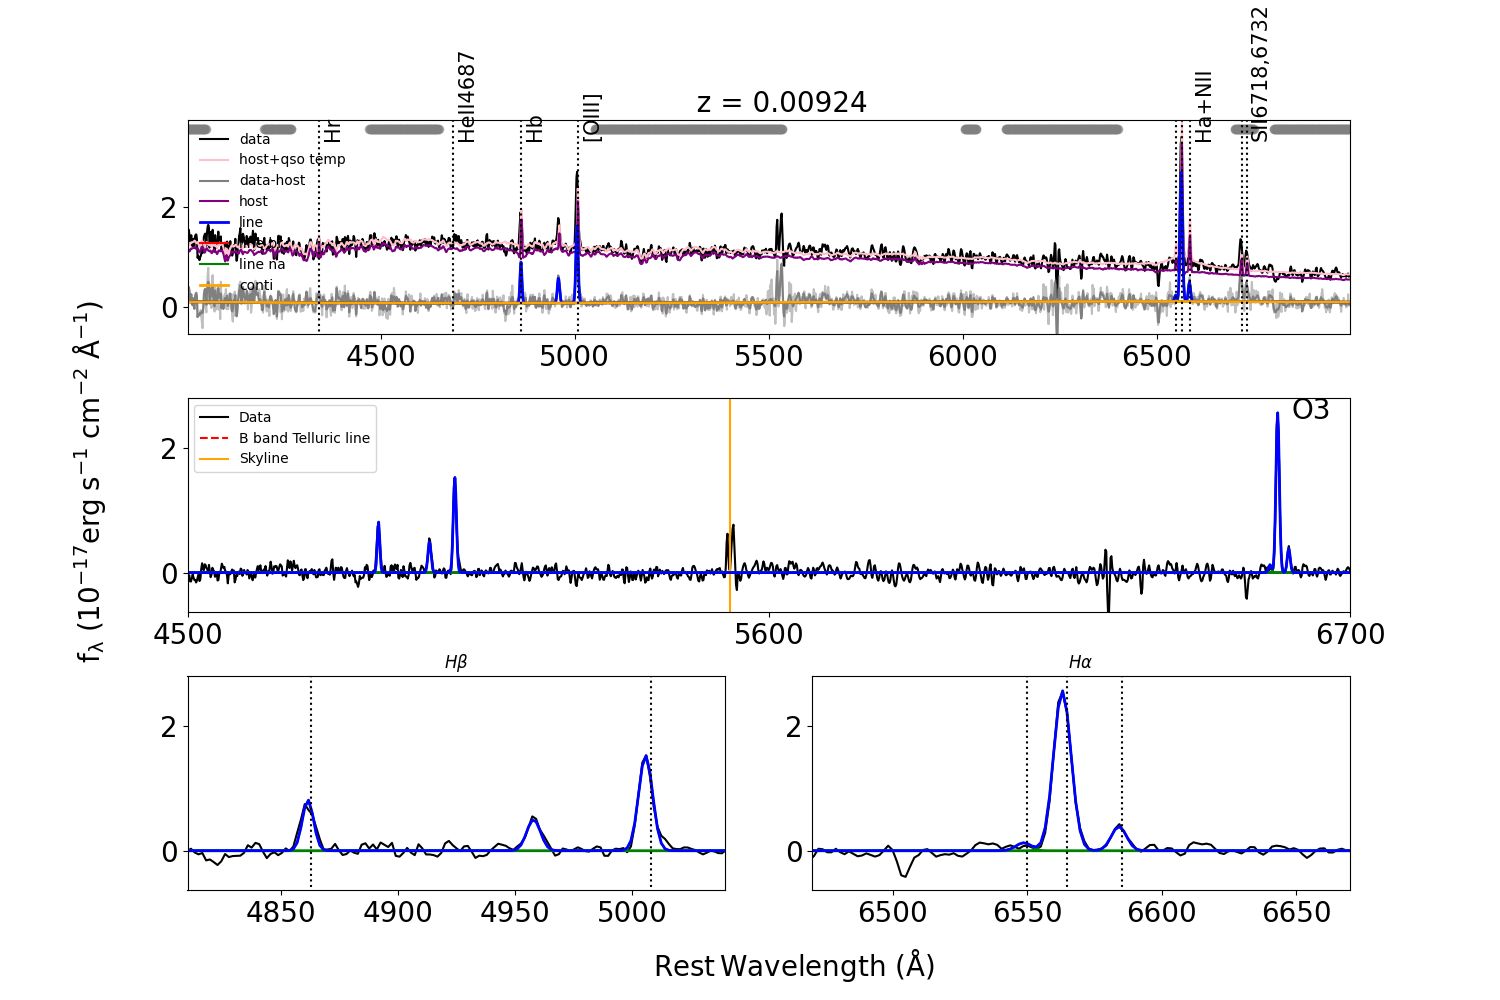 z = 0.00924
Hr
HeII4687
Hb
[OIII]
Ha+NII
SII6718,6732
data
host+qso temp
data-host
host
line
line na
conti
2
0
4500 5000 5500 6000 6500
fλ (10⁻¹⁷erg s⁻¹ cm⁻² Å⁻¹)
Data
B band Telluric line
Skyline
O3
2
0
4500 5600 6700
Hβ
2
0
4850 4900 4950 5000
Hα
2
0
6500 6550 6600 6650
Rest Wavelength (Å)